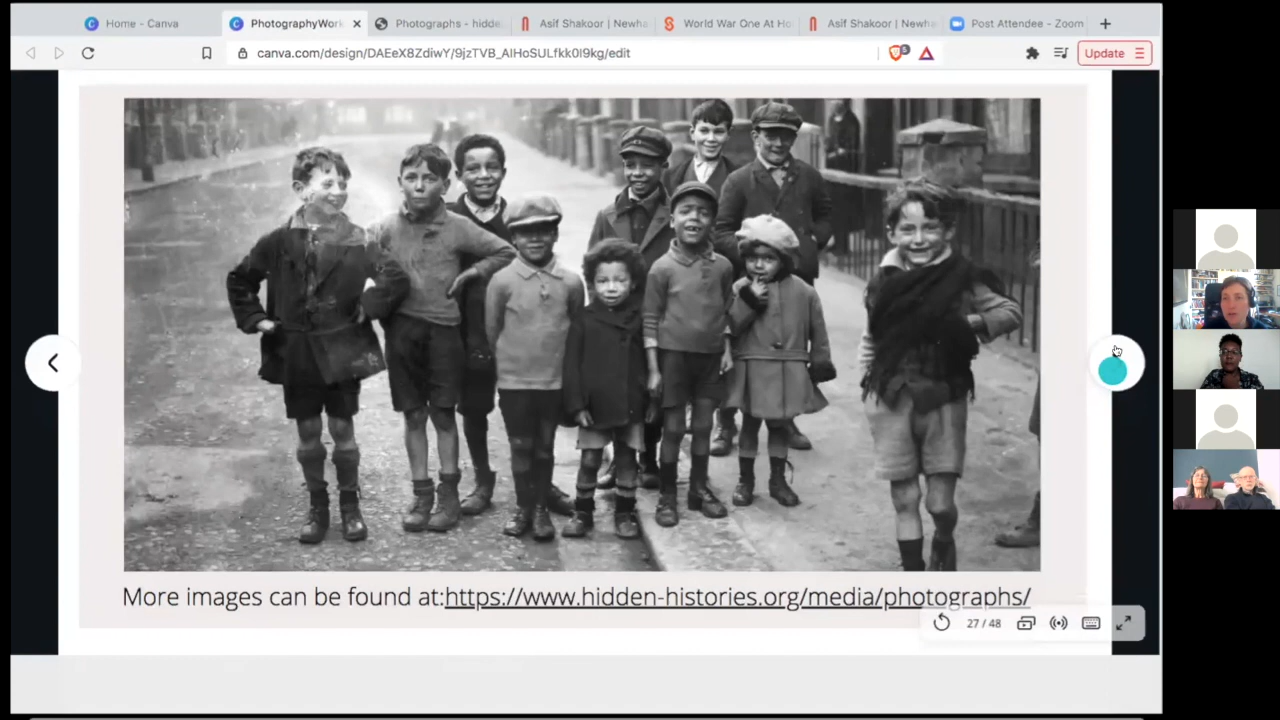 Home - Canva
PhotographyWork
Photographs - hidde
Asif Shakoor | Newha
World War One At Ho
Asif Shakoor | Newha
Post Attendee - Zoom
canva.com/design/DAEeX8ZdiwY/9jzTVB_AIHoSULfkk0l9kg/edit
5
Update
More images can be found at:https://www.hidden-histories.org/media/photographs/
27 / 48